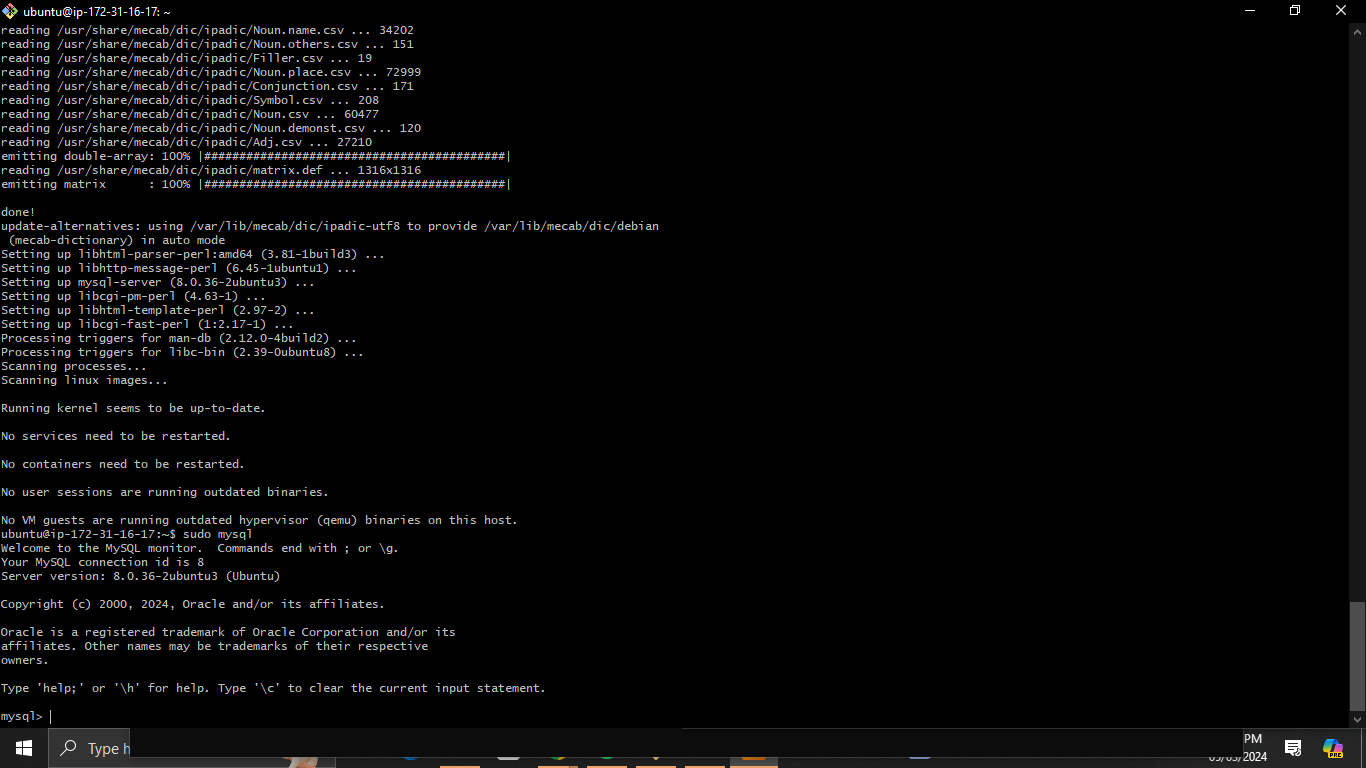 ubuntu@ip-172-31-16-17: ~
reading /usr/share/mecab/dic/ipadic/Noun.name.csv ... 34202
reading /usr/share/mecab/dic/ipadic/Noun.others.csv ... 151
reading /usr/share/mecab/dic/ipadic/Filler.csv ... 19
reading /usr/share/mecab/dic/ipadic/Noun.place.csv ... 72999
reading /usr/share/mecab/dic/ipadic/Conjunction.csv ... 171
reading /usr/share/mecab/dic/ipadic/Symbol.csv ... 208
reading /usr/share/mecab/dic/ipadic/Noun.csv ... 60477
reading /usr/share/mecab/dic/ipadic/Noun.demonst.csv ... 120
reading /usr/share/mecab/dic/ipadic/Adj.csv ... 27210
emitting double-array: 100% |###########################################|
reading /usr/share/mecab/dic/ipadic/matrix.def ... 1316x1316
emitting matrix      : 100% |###########################################|
done!
update-alternatives: using /var/lib/mecab/dic/ipadic-utf8 to provide /var/lib/mecab/dic/debian
 (mecab-dictionary) in auto mode
Setting up libhtml-parser-perl:amd64 (3.81-1build3) ...
Setting up libhttp-message-perl (6.45-1ubuntu1) ...
Setting up mysql-server (8.0.36-2ubuntu3) ...
Setting up libcgi-pm-perl (4.63-1) ...
Setting up libhtml-template-perl (2.97-2) ...
Setting up libcgi-fast-perl (1:2.17-1) ...
Processing triggers for man-db (2.12.0-4build2) ...
Processing triggers for libc-bin (2.39-0ubuntu8) ...
Scanning processes...
Scanning linux images...
Running kernel seems to be up-to-date.
No services need to be restarted.
No containers need to be restarted.
No user sessions are running outdated binaries.
No VM guests are running outdated hypervisor (qemu) binaries on this host.
ubuntu@ip-172-31-16-17:~$ sudo mysql
Welcome to the MySQL monitor.  Commands end with ; or \g.
Your MySQL connection id is 8
Server version: 8.0.36-2ubuntu3 (Ubuntu)
Copyright (c) 2000, 2024, Oracle and/or its affiliates.
Oracle is a registered trademark of Oracle Corporation and/or its
affiliates. Other names may be trademarks of their respective
owners.
Type 'help;' or '\h' for help. Type '\c' to clear the current input statement.
mysql>
Type h
PM
PRE